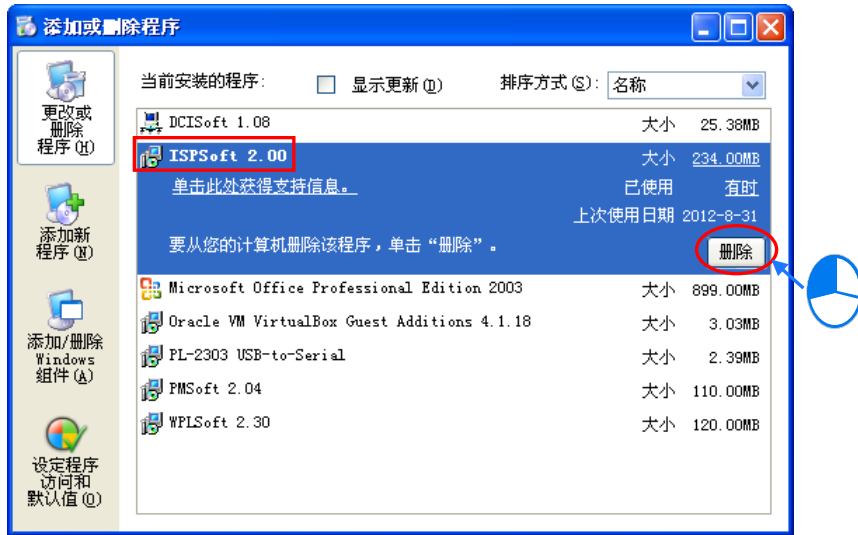 添加或删除程序
更改或
删除
程序(H)
添加新
程序(N)
添加/删除
Windows
组件(A)
设定程序
访问和
默认值(O)
当前安装的程序: 显示更新(D) 排序方式(S): 名称
DCISoft 1.08 大小 25.38MB
ISPSoft 2.00 大小 234.00MB
单击此处获得支持信息。 已使用 有时
上次使用日期 2012-8-31
要从您的计算机删除该程序，单击“删除”。 删除
Microsoft Office Professional Edition 2003 大小 899.00MB
Oracle VM VirtualBox Guest Additions 4.1.18 大小 3.03MB
PL-2303 USB-to-Serial 大小 2.39MB
PMSoft 2.04 大小 110.00MB
WPLSoft 2.30 大小 120.00MB